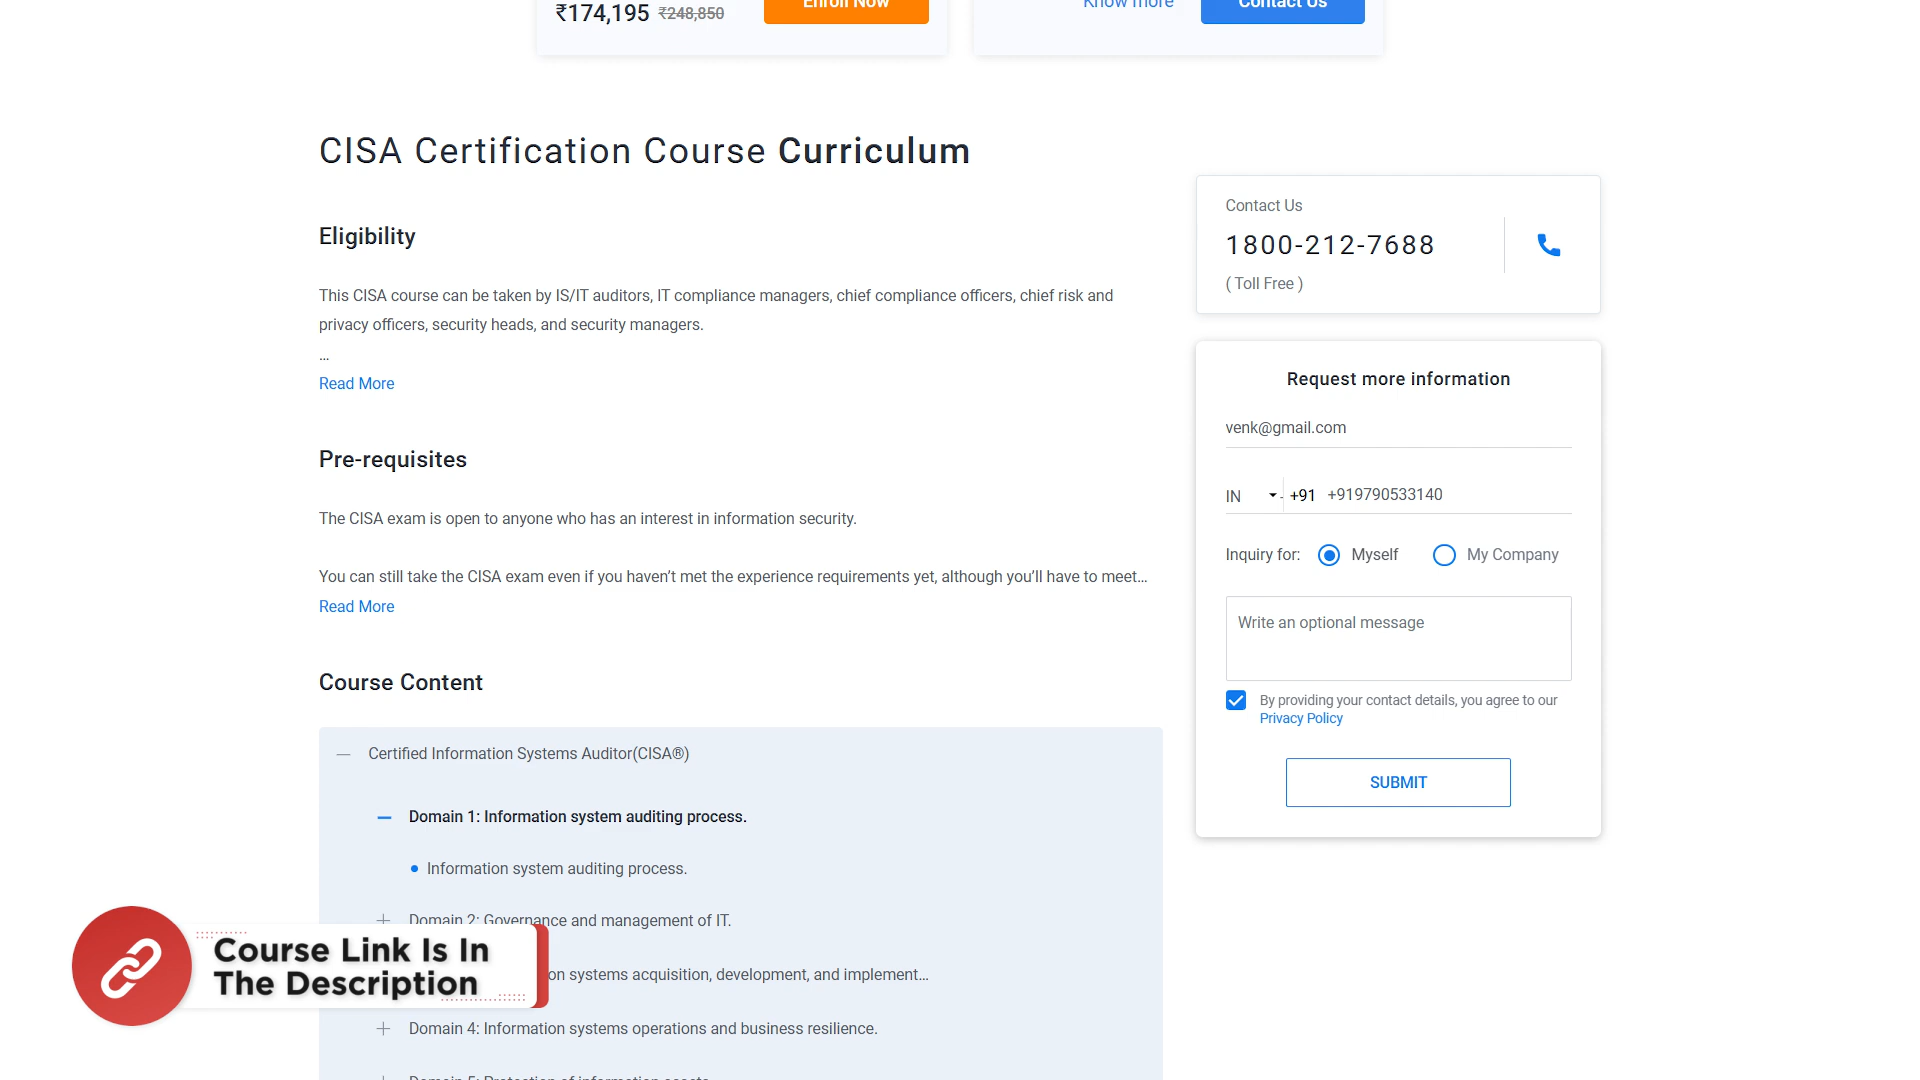 ₹174,195 ₹248,850
Enroll Now
Know more
Contact Us
CISA Certification Course Curriculum
Eligibility
This CISA course can be taken by IS/IT auditors, IT compliance managers, chief compliance officers, chief risk and
privacy officers, security heads, and security managers.
...
Read More
Pre-requisites
The CISA exam is open to anyone who has an interest in information security.
You can still take the CISA exam even if you haven’t met the experience requirements yet, although you’ll have to meet...
Read More
Course Content
Certified Information Systems Auditor(CISA®)
Domain 1: Information system auditing process.
Information system auditing process.
Domain 2: Governance and management of IT.
on systems acquisition, development, and implement...
Domain 4: Information systems operations and business resilience.
Domain 5: Protection of information assets
Course Link Is In
The Description
Contact Us
1800-212-7688
( Toll Free )
Request more information
venk@gmail.com
IN - +91 +919790533140
Inquiry for: Myself My Company
Write an optional message
By providing your contact details, you agree to our
Privacy Policy
SUBMIT